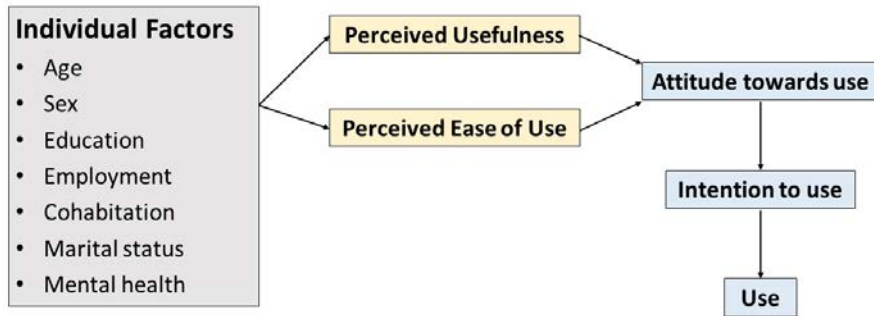 Individual Factors
• Age
• Sex
• Education
• Employment
• Cohabitation
• Marital status
• Mental health
Perceived Usefulness
Perceived Ease of Use
Attitude towards use
Intention to use
Use